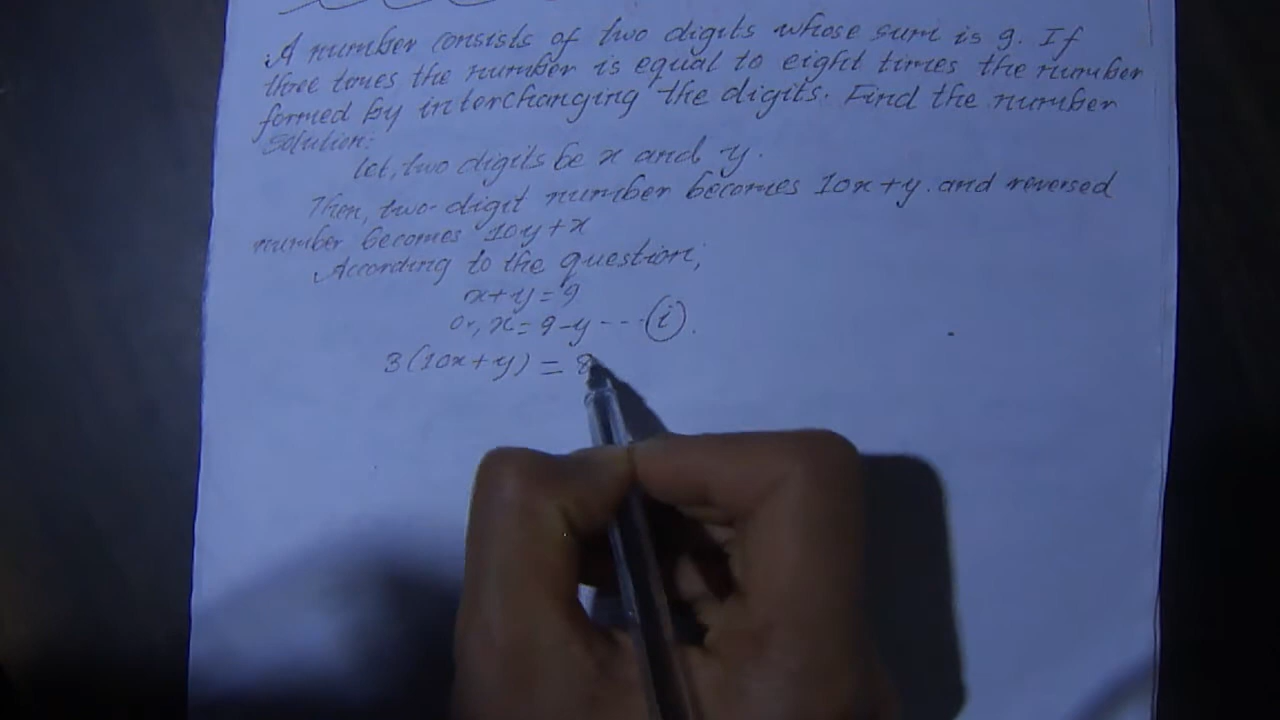 A number consists of two digits whose sum is 9. If
three times the number is equal to eight times the number
formed by interchanging the digits. Find the number
Solution:
Let, two digits be x and y.
Then, two-digit number becomes 10x+y. and reversed
number becomes 10y+x
According to the question;
x+y=9
Or, x=9-y---(i).
3(10x+y) = 8